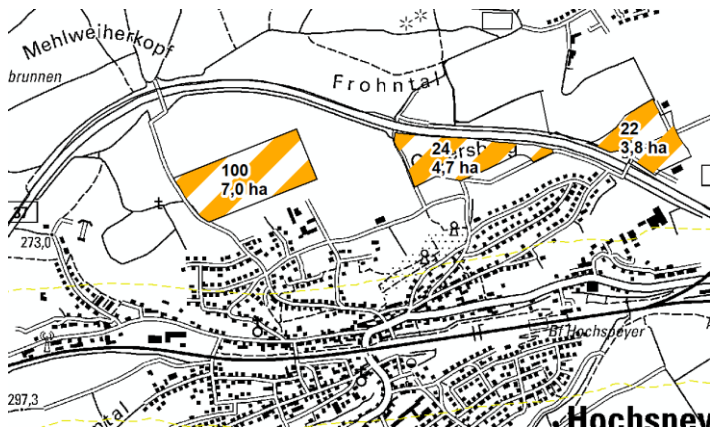 Mehlweiherkopf
brunnen
Frohntal
22
3,8 ha
24
4,7 ha
100
7,0 ha
37
273,0
Bf Hochspeyer
297,3
tal
Hochspey